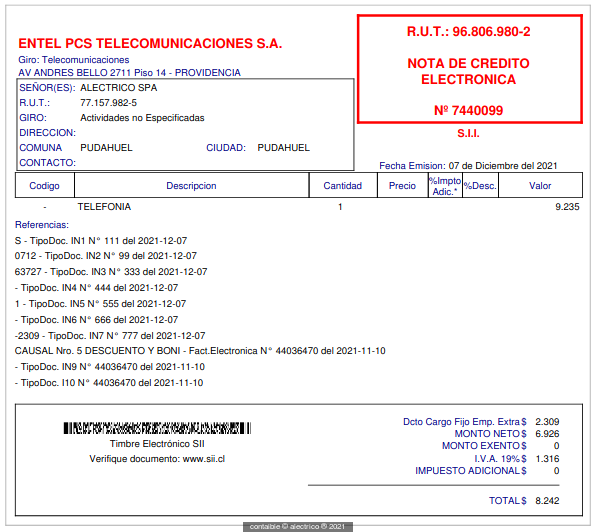 ENTEL PCS TELECOMUNICACIONES S.A.
Giro: Telecomunicaciones
AV ANDRES BELLO 2711 Piso 14 - PROVIDENCIA
R.U.T.: 96.806.980-2
NOTA DE CREDITO
ELECTRONICA
Nº 7440099
S.I.I.
SEÑOR(ES): ALECTRICO SPA
R.U.T.: 77.157.982-5
GIRO: Actividades no Especificadas
DIRECCION:
COMUNA PUDAHUEL CIUDAD: PUDAHUEL
CONTACTO:
Fecha Emision: 07 de Diciembre del 2021
Codigo Descripcion Cantidad Precio %Impto Adic.* %Desc. Valor
- TELEFONIA 1 9.235
Referencias:
S - TipoDoc. IN1 N° 111 del 2021-12-07
0712 - TipoDoc. IN2 N° 99 del 2021-12-07
63727 - TipoDoc. IN3 N° 333 del 2021-12-07
- TipoDoc. IN4 N° 444 del 2021-12-07
1 - TipoDoc. IN5 N° 555 del 2021-12-07
- TipoDoc. IN6 N° 666 del 2021-12-07
-2309 - TipoDoc. IN7 N° 777 del 2021-12-07
CAUSAL Nro. 5 DESCUENTO Y BONI - Fact.Electronica N° 44036470 del 2021-11-10
- TipoDoc. IN9 N° 44036470 del 2021-11-10
- TipoDoc. I10 N° 44036470 del 2021-11-10
Timbre Electrónico SII
Verifique documento: www.sii.cl
Dcto Cargo Fijo Emp. Extra $ 2.309
MONTO NETO $ 6.926
MONTO EXENTO $ 0
I.V.A. 19% $ 1.316
IMPUESTO ADICIONAL $ 0
TOTAL $ 8.242
contaible © alectrico ® 2021